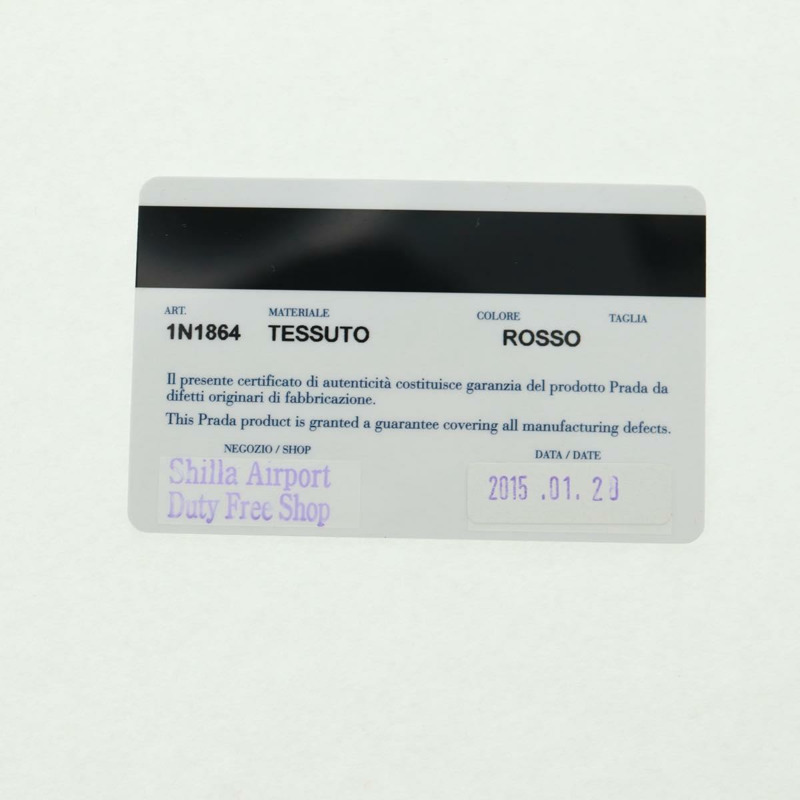 ART. MATERIALE COLORE TAGLIA
1N1864 TESSUTO ROSSO
Il presente certificato di autenticità costituisce garanzia del prodotto Prada da
difetti originari di fabbricazione.
This Prada product is granted a guarantee covering all manufacturing defects.
NEGOZIO / SHOP DATA / DATE
Shilla Airport
Duty Free Shop
2015 .01. 28